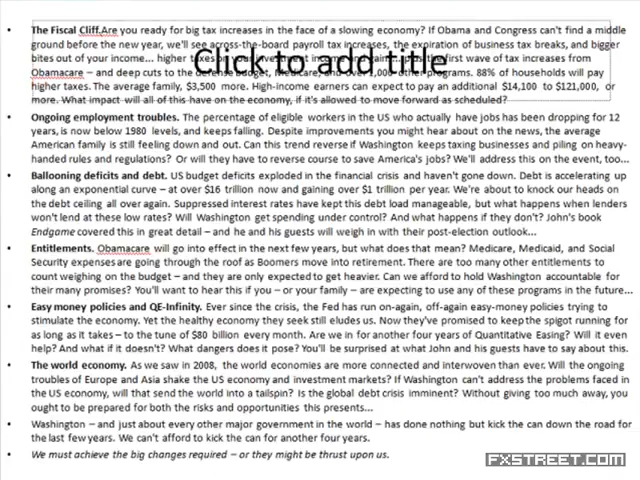 Click to add title
• The Fiscal Cliff.Are you ready for big tax increases in the face of a slowing economy? If Obama and Congress can't find a middle
ground before the new year, we'll see across-the-board payroll tax increases, the expiration of business tax breaks, and bigger
bites out of your income... higher taxes on your investment income and the first wave of tax increases from
Obamacare – and deep cuts to the defense budget, Medicare, and over 1,000 other programs. 88% of households will pay
higher taxes. The average family, $3,500 more. High-income earners can expect to pay an additional $14,100 to $121,000, or
more. What impact will all of this have on the economy, if it's allowed to move forward as scheduled?
• Ongoing employment troubles. The percentage of eligible workers in the US who actually have jobs has been dropping for 12
years, is now below 1980 levels, and keeps falling. Despite improvements you might hear about on the news, the average
American family is still feeling down and out. Can this trend reverse if Washington keeps taxing businesses and piling on heavy-
handed rules and regulations? Or will they have to reverse course to save America's jobs? We'll address this on the event, too...
• Ballooning deficits and debt. US budget deficits exploded in the financial crisis and haven't gone down. Debt is accelerating up
along an exponential curve – at over $16 trillion now and gaining over $1 trillion per year. We're about to knock our heads on
the debt ceiling all over again. Suppressed interest rates have kept this debt load manageable, but what happens when lenders
won't lend at these low rates? Will Washington get spending under control? And what happens if they don't? John's book
Endgame covered this in great detail – and he and his guests will weigh in with their post-election outlook...
• Entitlements. Obamacare will go into effect in the next few years, but what does that mean? Medicare, Medicaid, and Social
Security expenses are going through the roof as Boomers move into retirement. There are too many other entitlements to
count weighing on the budget – and they are only expected to get heavier. Can we afford to hold Washington accountable for
their many promises? You'll want to hear this if you – or your family – are expecting to use any of these programs in the future...
• Easy money policies and QE-Infinity. Ever since the crisis, the Fed has run on-again, off-again easy-money policies trying to
stimulate the economy. Yet the healthy economy they seek still eludes us. Now they've promised to keep the spigot running for
as long as it takes – to the tune of $80 billion every month. Are we in for another four years of Quantitative Easing? Will it even
help? And what if it doesn't? What dangers does it pose? You'll be surprised at what John and his guests have to say about this.
• The world economy. As we saw in 2008, the world economies are more connected and interwoven than ever. Will the ongoing
troubles of Europe and Asia shake the US economy and investment markets? If Washington can't address the problems faced in
the US economy, will that send the world into a tailspin? Is the global debt crisis imminent? Without giving too much away, you
ought to be prepared for both the risks and opportunities this presents...
• Washington – and just about every other major government in the world – has done nothing but kick the can down the road for
the last few years. We can't afford to kick the can for another four years.
• We must achieve the big changes required – or they might be thrust upon us.
FXSTREET.COM